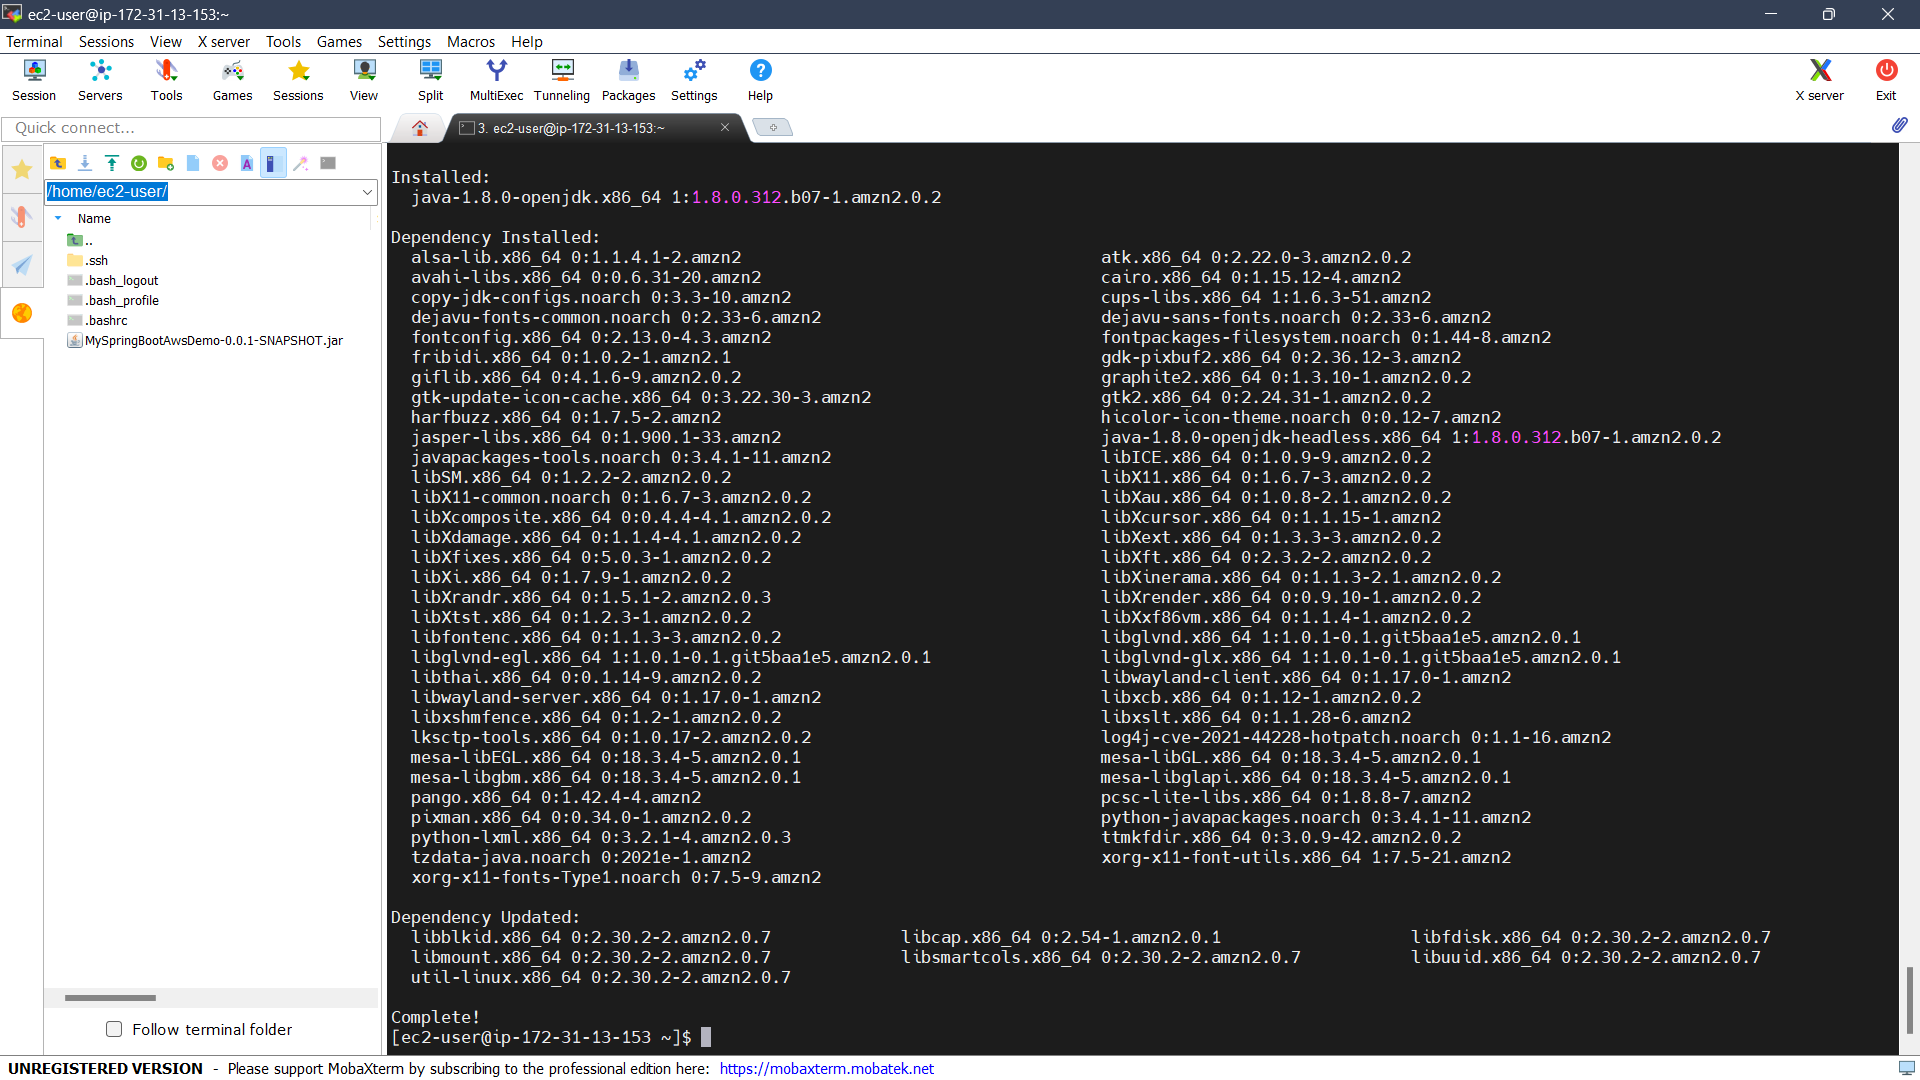 ec2-user@ip-172-31-13-153:~
Terminal Sessions View X server Tools Games Settings Macros Help
Session Servers Tools Games Sessions View Split MultiExec Tunneling Packages Settings Help X server Exit
Quick connect...
3. ec2-user@ip-172-31-13-153:~
/home/ec2-user/
Name
..
.ssh
.bash_logout
.bash_profile
.bashrc
MySpringBootAwsDemo-0.0.1-SNAPSHOT.jar
Follow terminal folder
Installed:
java-1.8.0-openjdk.x86_64 1:1.8.0.312.b07-1.amzn2.0.2
Dependency Installed:
alsa-lib.x86_64 0:1.1.4.1-2.amzn2 atk.x86_64 0:2.22.0-3.amzn2.0.2
avahi-libs.x86_64 0:0.6.31-20.amzn2 cairo.x86_64 0:1.15.12-4.amzn2
copy-jdk-configs.noarch 0:3.3-10.amzn2 cups-libs.x86_64 1:1.6.3-51.amzn2
dejavu-fonts-common.noarch 0:2.33-6.amzn2 dejavu-sans-fonts.noarch 0:2.33-6.amzn2
fontconfig.x86_64 0:2.13.0-4.3.amzn2 fontpackages-filesystem.noarch 0:1.44-8.amzn2
fribidi.x86_64 0:1.0.2-1.amzn2.1 gdk-pixbuf2.x86_64 0:2.36.12-3.amzn2
giflib.x86_64 0:4.1.6-9.amzn2.0.2 graphite2.x86_64 0:1.3.10-1.amzn2.0.2
gtk-update-icon-cache.x86_64 0:3.22.30-3.amzn2 gtk2.x86_64 0:2.24.31-1.amzn2.0.2
harfbuzz.x86_64 0:1.7.5-2.amzn2 hicolor-icon-theme.noarch 0:0.12-7.amzn2
jasper-libs.x86_64 0:1.900.1-33.amzn2 java-1.8.0-openjdk-headless.x86_64 1:1.8.0.312.b07-1.amzn2.0.2
javapackages-tools.noarch 0:3.4.1-11.amzn2 libICE.x86_64 0:1.0.9-9.amzn2.0.2
libSM.x86_64 0:1.2.2-2.amzn2.0.2 libX11.x86_64 0:1.6.7-3.amzn2.0.2
libX11-common.noarch 0:1.6.7-3.amzn2.0.2 libXau.x86_64 0:1.0.8-2.1.amzn2.0.2
libXcomposite.x86_64 0:0.4.4-4.1.amzn2.0.2 libXcursor.x86_64 0:1.1.15-1.amzn2
libXdamage.x86_64 0:1.1.4-4.1.amzn2.0.2 libXext.x86_64 0:1.3.3-3.amzn2.0.2
libXfixes.x86_64 0:5.0.3-1.amzn2.0.2 libXft.x86_64 0:2.3.2-2.amzn2.0.2
libXi.x86_64 0:1.7.9-1.amzn2.0.2 libXinerama.x86_64 0:1.1.3-2.1.amzn2.0.2
libXrandr.x86_64 0:1.5.1-2.amzn2.0.3 libXrender.x86_64 0:0.9.10-1.amzn2.0.2
libXtst.x86_64 0:1.2.3-1.amzn2.0.2 libXxf86vm.x86_64 0:1.1.4-1.amzn2.0.2
libfontenc.x86_64 0:1.1.3-3.amzn2.0.2 libglvnd.x86_64 1:1.0.1-0.1.git5baa1e5.amzn2.0.1
libglvnd-egl.x86_64 1:1.0.1-0.1.git5baa1e5.amzn2.0.1 libglvnd-glx.x86_64 1:1.0.1-0.1.git5baa1e5.amzn2.0.1
libthai.x86_64 0:0.1.14-9.amzn2.0.2 libwayland-client.x86_64 0:1.17.0-1.amzn2
libwayland-server.x86_64 0:1.17.0-1.amzn2 libxcb.x86_64 0:1.12-1.amzn2.0.2
libxshmfence.x86_64 0:1.2-1.amzn2.0.2 libxslt.x86_64 0:1.1.28-6.amzn2
lksctp-tools.x86_64 0:1.0.17-2.amzn2.0.2 log4j-cve-2021-44228-hotpatch.noarch 0:1.1-16.amzn2
mesa-libEGL.x86_64 0:18.3.4-5.amzn2.0.1 mesa-libGL.x86_64 0:18.3.4-5.amzn2.0.1
mesa-libgbm.x86_64 0:18.3.4-5.amzn2.0.1 mesa-libglapi.x86_64 0:18.3.4-5.amzn2.0.1
pango.x86_64 0:1.42.4-4.amzn2 pcsc-lite-libs.x86_64 0:1.8.8-7.amzn2
pixman.x86_64 0:0.34.0-1.amzn2.0.2 python-javapackages.noarch 0:3.4.1-11.amzn2
python-lxml.x86_64 0:3.2.1-4.amzn2.0.3 ttmkfdir.x86_64 0:3.0.9-42.amzn2.0.2
tzdata-java.noarch 0:2021e-1.amzn2 xorg-x11-font-utils.x86_64 1:7.5-21.amzn2
xorg-x11-fonts-Type1.noarch 0:7.5-9.amzn2
Dependency Updated:
libblkid.x86_64 0:2.30.2-2.amzn2.0.7 libcap.x86_64 0:2.54-1.amzn2.0.1 libfdisk.x86_64 0:2.30.2-2.amzn2.0.7
libmount.x86_64 0:2.30.2-2.amzn2.0.7 libsmartcols.x86_64 0:2.30.2-2.amzn2.0.7 libuuid.x86_64 0:2.30.2-2.amzn2.0.7
util-linux.x86_64 0:2.30.2-2.amzn2.0.7
Complete!
[ec2-user@ip-172-31-13-153 ~]$
UNREGISTERED VERSION - Please support MobaXterm by subscribing to the professional edition here: https://mobaxterm.mobatek.net